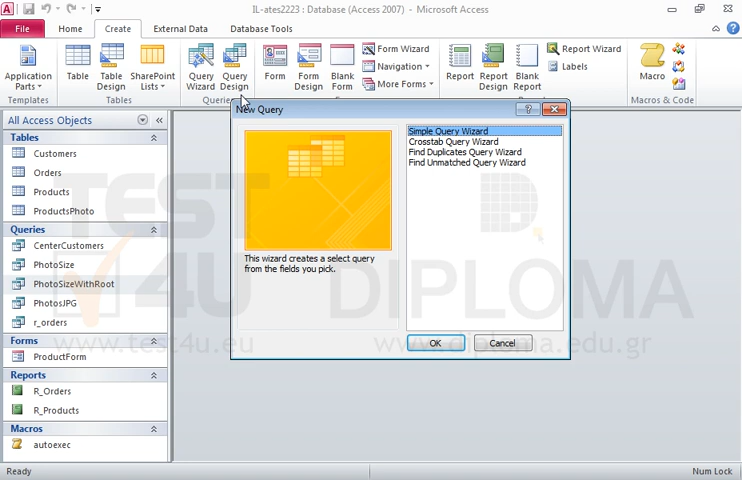 IL-ates2223 : Database (Access 2007) - Microsoft Access
File Home Create External Data Database Tools
Application Parts
Table
Table Design
SharePoint Lists
Query Wizard
Query Design
Form
Form Design
Blank Form
Form Wizard
Navigation
More Forms
Report
Report Design
Blank Report
Report Wizard
Labels
Macro
Templates Tables Macros & Code
All Access Objects
Tables
Customers
Orders
Products
ProductsPhoto
Queries
CenterCustomers
PhotoSize
PhotoSizeWithRoot
PhotosJPG
r_orders
Forms
ProductForm
Reports
R_Orders
R_Products
Macros
autoexec
New Query
Simple Query Wizard
Crosstab Query Wizard
Find Duplicates Query Wizard
Find Unmatched Query Wizard
This wizard creates a select query
from the fields you pick.
OK Cancel
TEST
4U DIPLOMA
www.test4u.eu www.diploma.edu.gr
Ready Num Lock